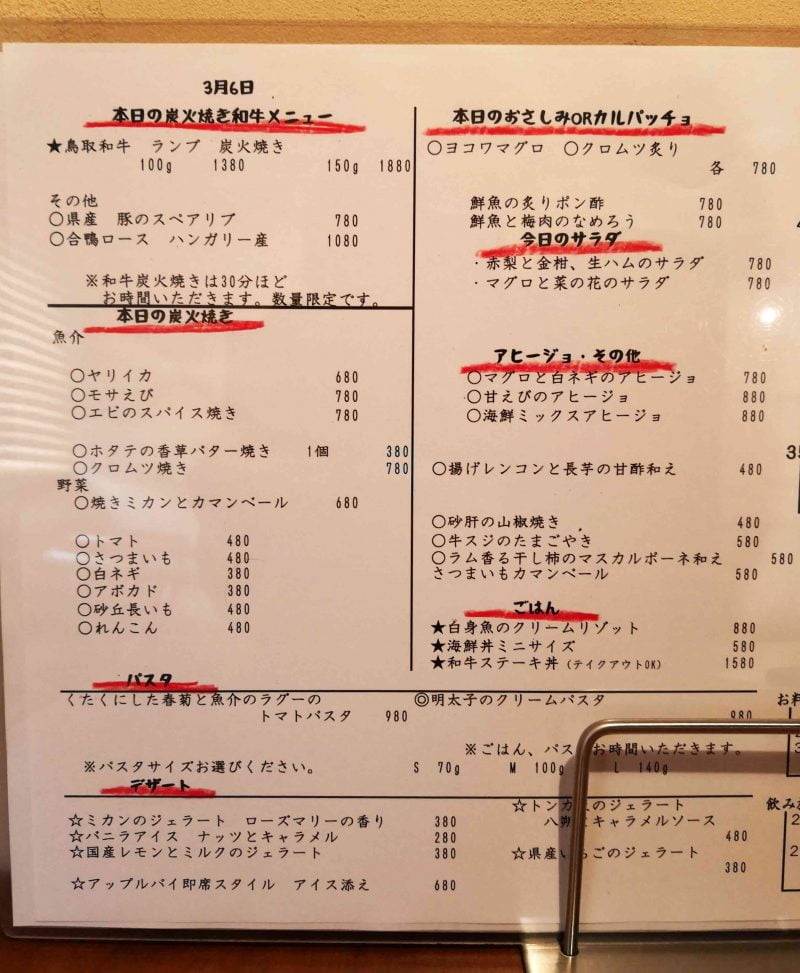 3月6日
本日の炭火焼き和牛メニュー
★鳥取和牛 ランプ 炭火焼き
100g 1380 150g 1880
その他
○県産 豚のスペアリブ 780
○合鴨ロース ハンガリー産 1080
※和牛炭火焼きは30分ほど
お時間いただきます。数量限定です。
本日の炭火焼き
魚介
○ヤリイカ 680
○モサえび 780
○エビのスパイス焼き 780
○ホタテの香草バター焼き 1個 380
○クロムツ焼き 780
野菜
○焼きミカンとカマンベール 680
○トマト 480
○さつまいも 480
○白ネギ 380
○アボカド 380
○砂丘長いも 480
○れんこん 480
本日のおさしみORカルパッチョ
○ヨコワマグロ ○クロムツ炙り
各 780
鮮魚の炙りポン酢 780
鮮魚と梅肉のなめろう 780
今日のサラダ
・赤梨と金柑、生ハムのサラダ 780
・マグロと菜の花のサラダ 780
アヒージョ・その他
○マグロと白ネギのアヒージョ 780
○甘えびのアヒージョ 880
○海鮮ミックスアヒージョ 880
○揚げレンコンと長芋の甘酢和え 480
○砂肝の山椒焼き 480
○牛スジのたまごやき 580
○ラム香る干し柿のマスカルポーネ和え 580
さつまいもカマンベール 580
ごはん
★白身魚のクリームリゾット 880
★海鮮丼ミニサイズ 580
★和牛ステーキ丼(テイクアウトOK) 1580
パスタ
くたくにした春菊と魚介のラグーの
トマトパスタ 980
◎明太子のクリームパスタ
980
※ごはん、パス お時間いただきます。
※パスタサイズお選びください。 S 70g M 100g L 140g
デザート
☆ミカンのジェラート ローズマリーの香り 380
☆バニラアイス ナッツとキャラメル 280
☆国産レモンとミルクのジェラート 380
☆アップルパイ即席スタイル アイス添え 680
☆トンカ のジェラート
八 とキャラメルソース
480
☆県産い ごのジェラート
380
お料
飲み